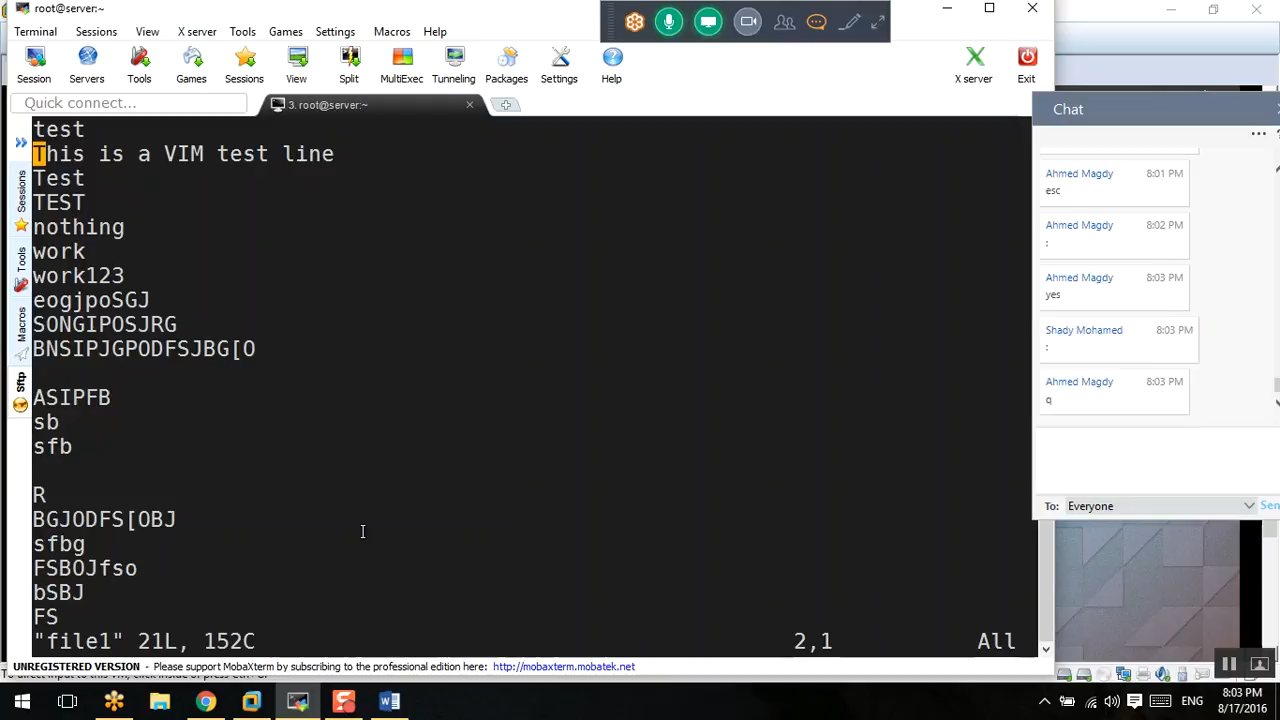 root@server:~
Terminal Sessions View X server Tools Games Settings Macros Help
Session Servers Tools Games Sessions View Split MultiExec Tunneling Packages Settings Help X server Exit
Quick connect...
3. root@server:~
Sessions
Tools
Macros
Sftp
test
This is a VIM test line
Test
TEST
nothing
work
work123
eogjpoSGJ
SONGIPOSJRG
BNSIPJGPODFSJBG[O
ASIPFB
sb
sfb
R
BGJODFS[OBJ
sfbg
FSBOJfso
bSBJ
FS
"file1" 21L, 152C 2,1 All
UNREGISTERED VERSION - Please support MobaXterm by subscribing to the professional edition here: http://mobaxterm.mobatek.net
Chat
Ahmed Magdy 8:01 PM
esc
Ahmed Magdy 8:02 PM
:
Ahmed Magdy 8:03 PM
yes
Shady Mohamed 8:03 PM
:
Ahmed Magdy 8:03 PM
q
To: Everyone
ENG
8:03 PM
8/17/2016